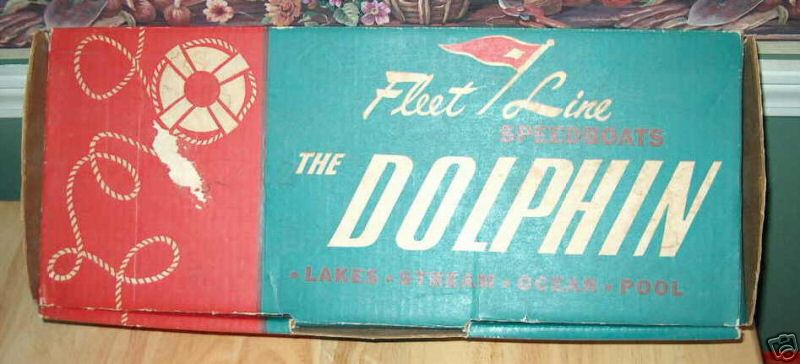 Fleet Line
SPEEDBOATS
THE DOLPHIN
• LAKES • STREAM • OCEAN • POOL